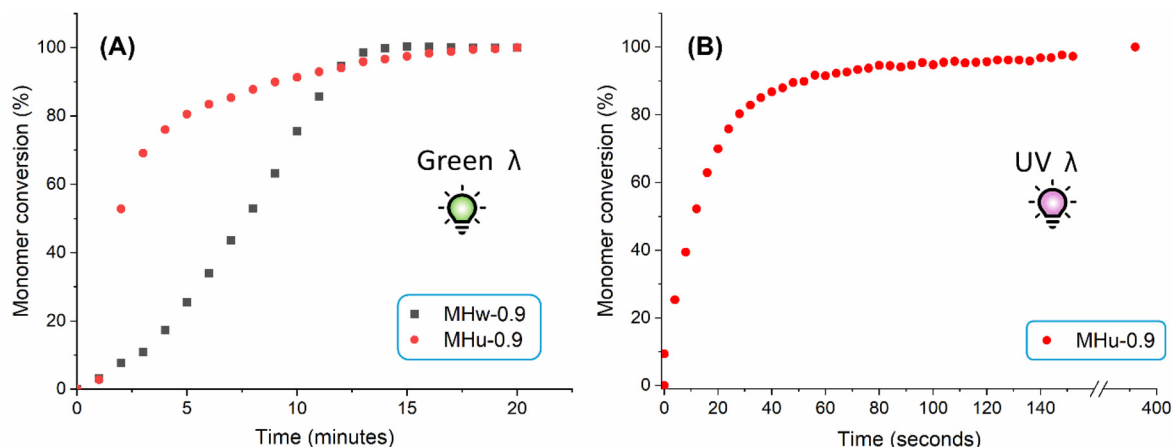 (A)
Monomer conversion (%)
100
80
60
40
20
0
Green λ
MHw-0.9
MHu-0.9
0 5 10 15 20
Time (minutes)
(B)
Monomer conversion (%)
100
80
60
40
20
0
UV λ
MHu-0.9
0 20 40 60 80 100 120 140 400
Time (seconds)